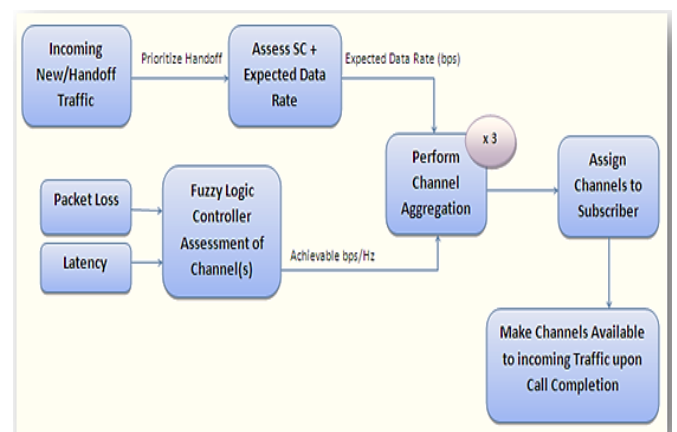 Incoming
New/Handoff
Traffic
Prioritize Handoff
Assess SC +
Expected Data
Rate
Expected Data Rate (bps)
x 3
Perform
Channel
Aggregation
Assign
Channels to
Subscriber
Packet Loss
Latency
Fuzzy Logic
Controller
Assessment of
Channel(s)
Achievable bps/Hz
Make Channels Available
to incoming Traffic upon
Call Completion